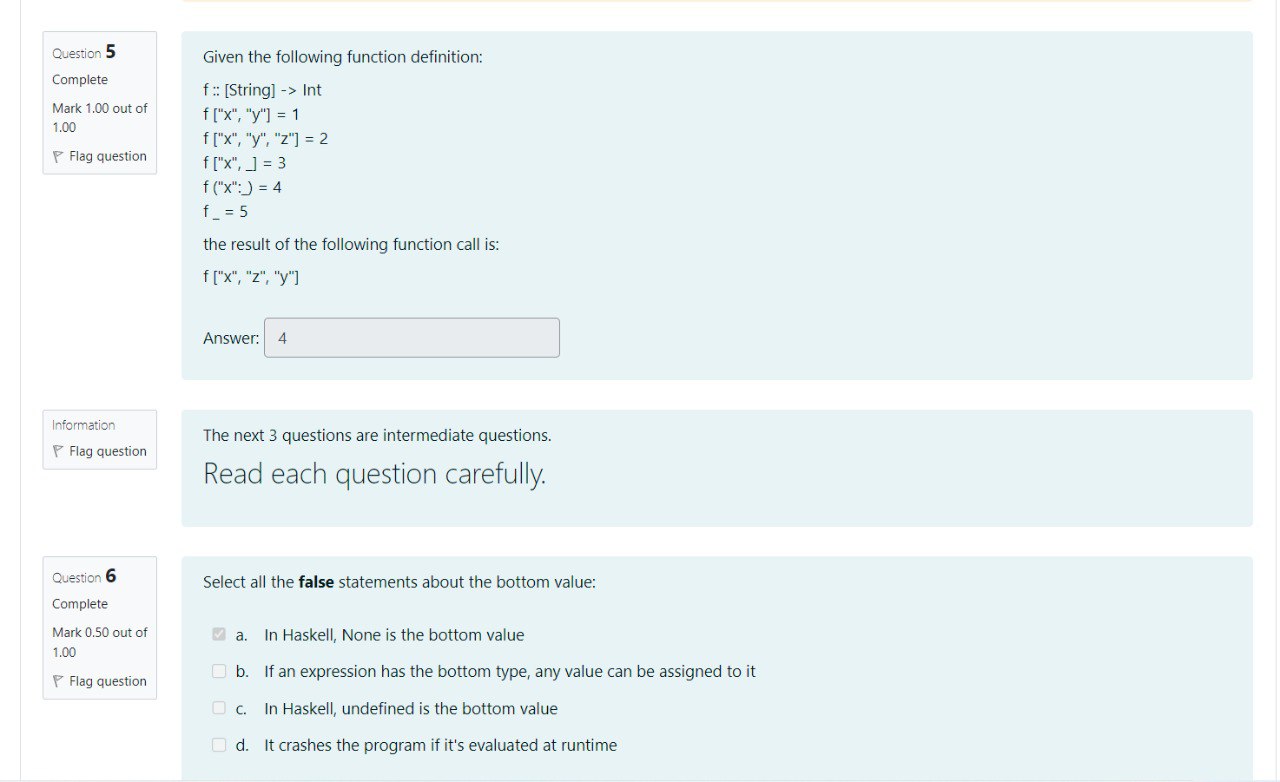 Question 5
Complete
Mark 1.00 out of
1.00
Flag question
Given the following function definition:
f :: [String] -> Int
f ["x", "y"] = 1
f ["x", "y", "z"] = 2
f ["x", _] = 3
f ("x":_) = 4
f _ = 5
the result of the following function call is:
f ["x", "z", "y"]
Answer: 4
Information
Flag question
The next 3 questions are intermediate questions.
Read each question carefully.
Question 6
Complete
Mark 0.50 out of
1.00
Flag question
Select all the false statements about the bottom value:
a. In Haskell, None is the bottom value
b. If an expression has the bottom type, any value can be assigned to it
c. In Haskell, undefined is the bottom value
d. It crashes the program if it's evaluated at runtime